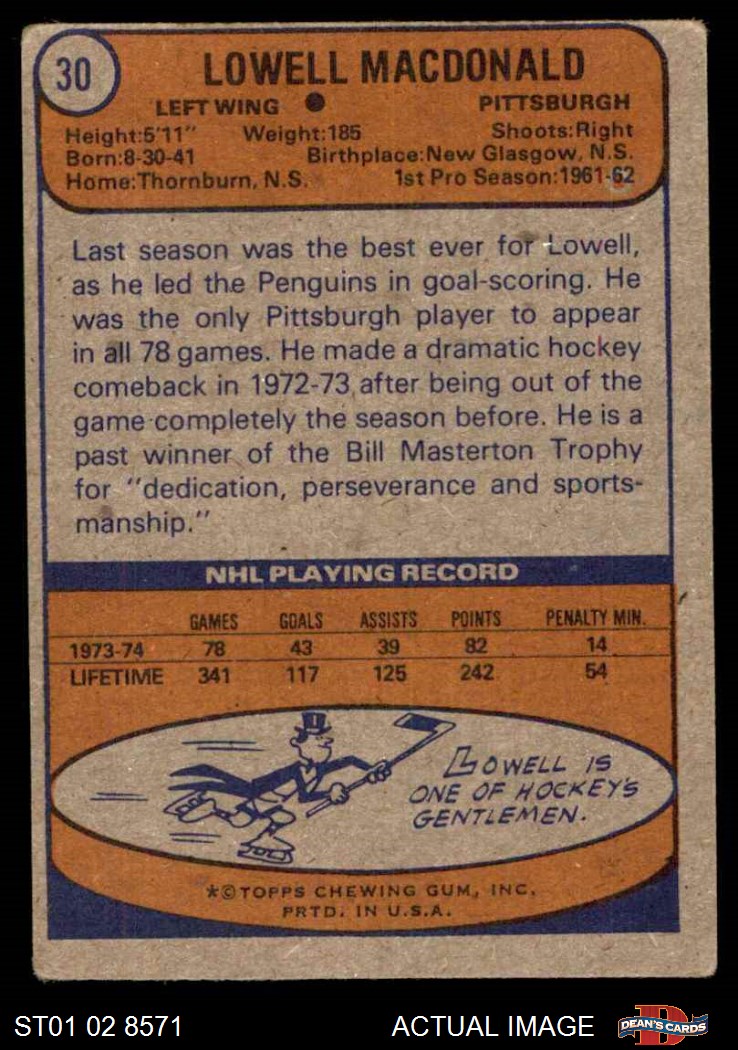 30
LOWELL MACDONALD
LEFT WING ● PITTSBURGH
Height:5'11" Weight:185 Shoots:Right
Born:8-30-41 Birthplace:New Glasgow, N.S.
Home:Thornburn, N.S. 1st Pro Season:1961-62
Last season was the best ever for Lowell,
as he led the Penguins in goal-scoring. He
was the only Pittsburgh player to appear
in all 78 games. He made a dramatic hockey
comeback in 1972-73 after being out of the
game completely the season before. He is a
past winner of the Bill Masterton Trophy
for "dedication, perseverance and sports-
manship."
NHL PLAYING RECORD
GAMES GOALS ASSISTS POINTS PENALTY MIN.
1973-74 78 43 39 82 14
LIFETIME 341 117 125 242 54
LOWELL IS
ONE OF HOCKEY'S
GENTLEMEN.
*©TOPPS CHEWING GUM, INC.
PRTD. IN U.S.A.
ST01 02 8571 ACTUAL IMAGE D DEAN'S CARDS